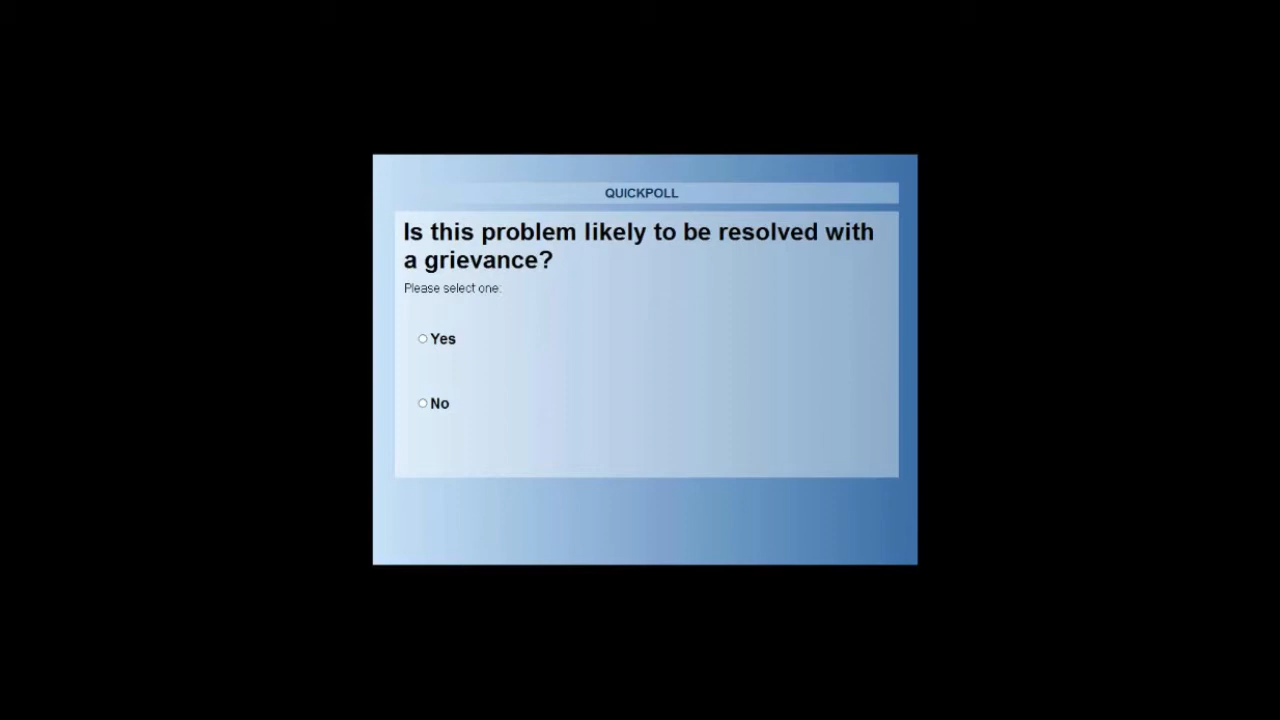 QUICKPOLL
Is this problem likely to be resolved with
a grievance?
Please select one:
Yes
No